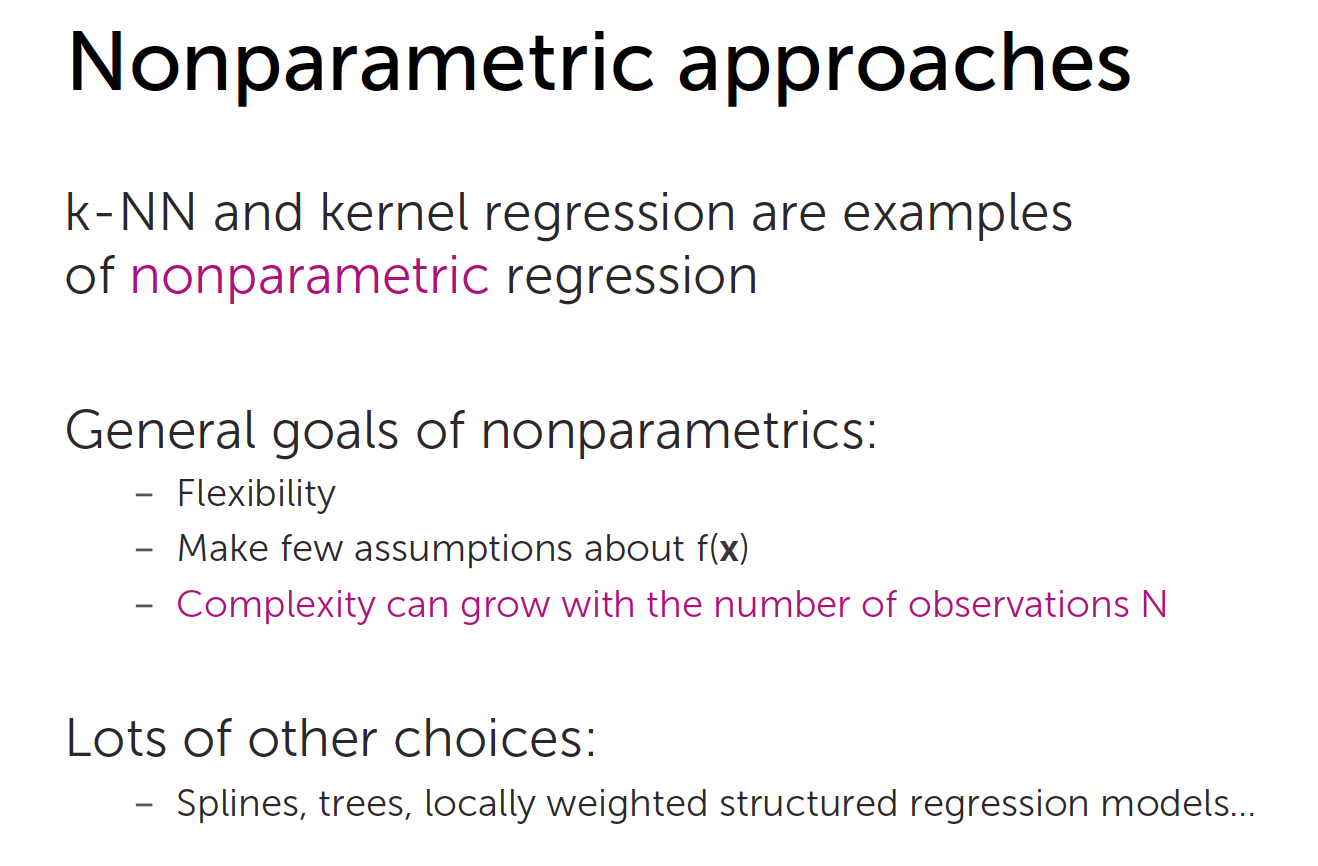 Nonparametric approaches
k-NN and kernel regression are examples
of nonparametric regression
General goals of nonparametrics:
– Flexibility
– Make few assumptions about f(x)
– Complexity can grow with the number of observations N
Lots of other choices:
– Splines, trees, locally weighted structured regression models…